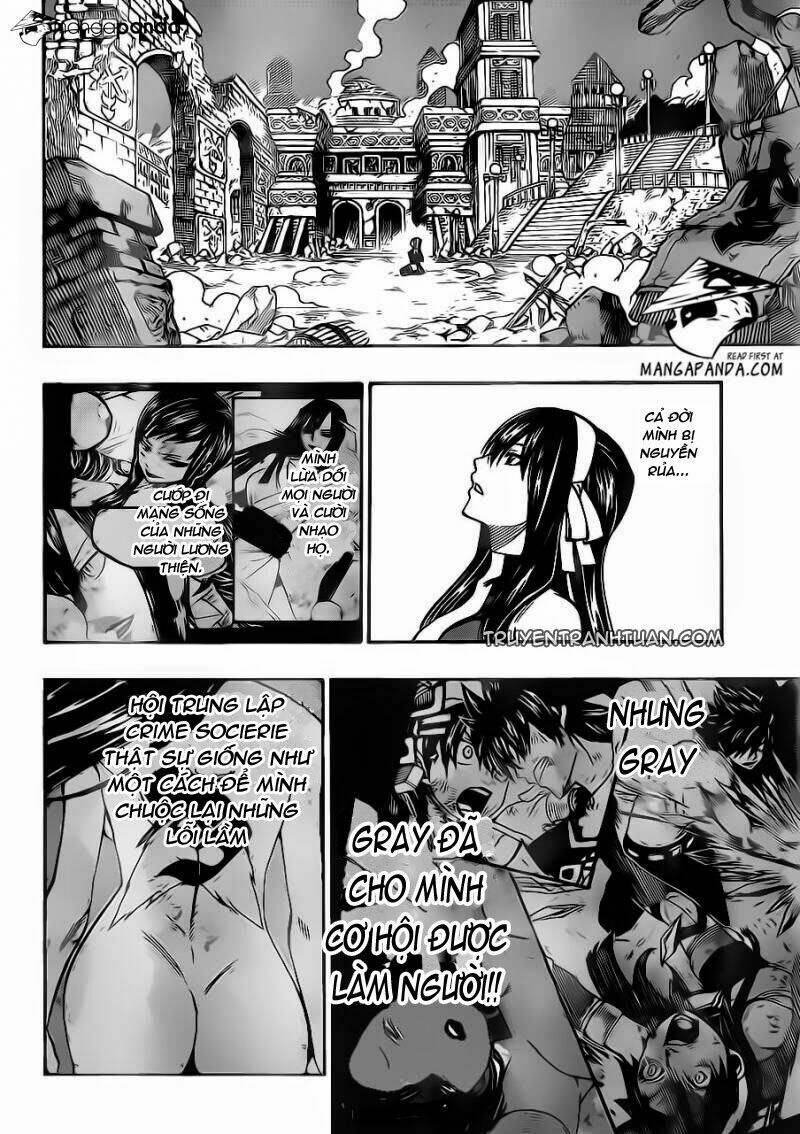 mangapanda
READ FIRST AT
MANGAPANDA.COM
CẢ ĐỜI
MÌNH BỊ
NGUYỀN
RỦA...
MÌNH
LỪA DỐI
MỌI NGƯỜI
VÀ CƯỜI
NHẠO
HỌ.
CƯỚP ĐI
MẠNG SỐNG
CỦA NHỮNG
NGƯỜI LƯƠNG
THIỆN.
TRUYENTRANHTUAN.COM
NHƯNG
GRAY
GRAY ĐÃ
CHO MÌNH
CƠ HỘI ĐƯỢC
LÀM NGƯỜI!!
HỘI TRUNG LẬP
CRIME SOCIERIE
THẬT SỰ GIỐNG NHƯ
MỘT CÁCH ĐỂ MÌNH
CHUỘC LẠI NHỮNG
LỖI LẦM